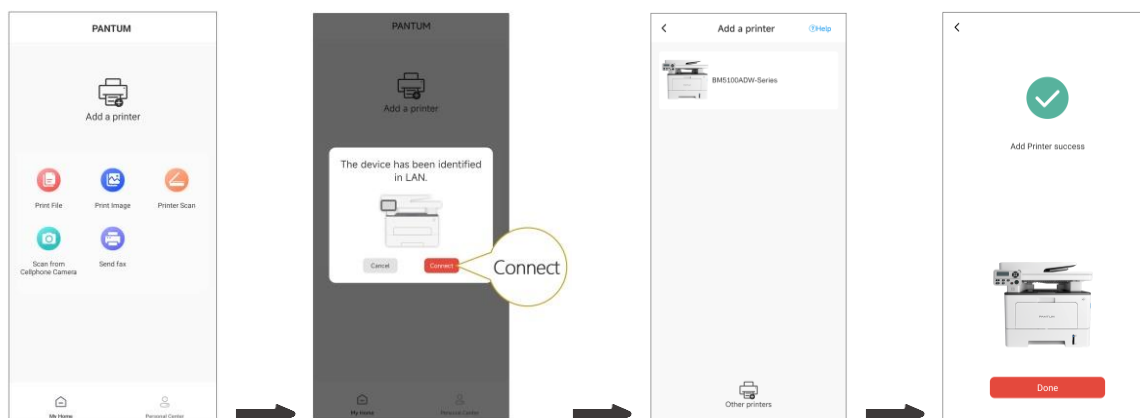 PANTUM
Add a printer
Print File
Print Image
Printer Scan
Scan from
Cellphone Camera
Send fax
My Home
Personal Center
PANTUM
Add a printer
The device has been identified
in LAN.
Cancel
Connect
Connect
My Home
Personal Center
Add a printer
Help
BM5100ADW-Series
Other printers
Add Printer success
PANTUM
Done